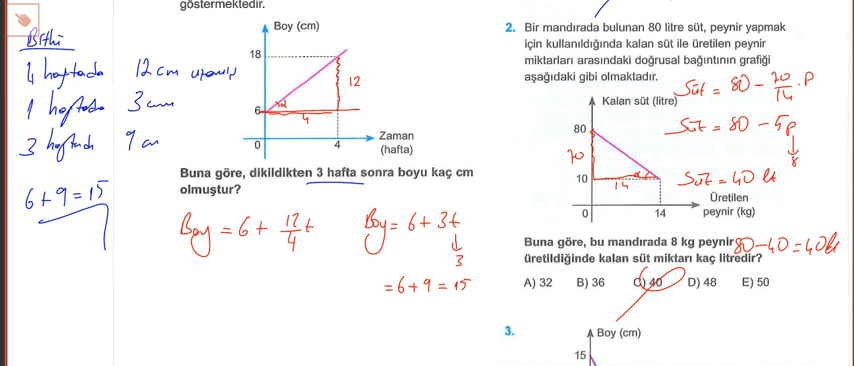 göstermektedir.
Bitki
4 haftada 12 cm uzamış
1 haftada 3 cm
3 haftada 9 cm
6+9=15
Boy (cm)
18
12
6
α
4
0
4
Zaman
(hafta)
Buna göre, dikildikten 3 hafta sonra boyu kaç cm
olmuştur?
Boy = 6 + 12/4 t
Boy = 6 + 3t
3
= 6+9 = 15
2. Bir mandırada bulunan 80 litre süt, peynir yapmak
için kullanıldığında kalan süt ile üretilen peynir
miktarları arasındaki doğrusal bağıntının grafiği
aşağıdaki gibi olmaktadır.
Süt = 80 - 70/14 . P
Kalan süt (litre)
Süt = 80 - 5p
8
80
70
10
14
α
Süt = 40 lt
0
14
Üretilen
peynir (kg)
Buna göre, bu mandırada 8 kg peynir
80-40=40lt
üretildiğinde kalan süt miktarı kaç litredir?
A) 32 B) 36 C) 40 D) 48 E) 50
3.
Boy (cm)
15